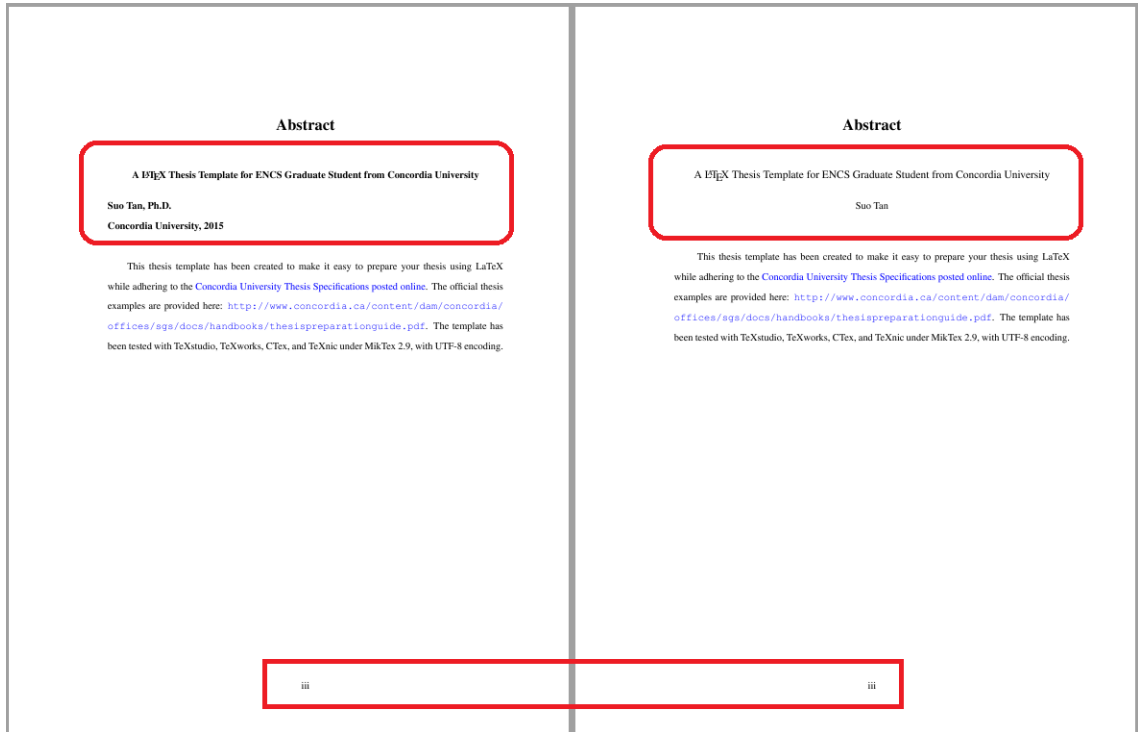 Abstract
A LATEX Thesis Template for ENCS Graduate Student from Concordia University
Suo Tan, Ph.D.
Concordia University, 2015
This thesis template has been created to make it easy to prepare your thesis using LaTeX
while adhering to the Concordia University Thesis Specifications posted online. The official thesis
examples are provided here: http://www.concordia.ca/content/dam/concordia/
offices/sgs/docs/handbooks/thesispreparationguide.pdf. The template has
been tested with TeXstudio, TeXworks, CTex, and TeXnic under MikTex 2.9, with UTF-8 encoding.
iii
Abstract
A LATEX Thesis Template for ENCS Graduate Student from Concordia University
Suo Tan
This thesis template has been created to make it easy to prepare your thesis using LaTeX
while adhering to the Concordia University Thesis Specifications posted online. The official thesis
examples are provided here: http://www.concordia.ca/content/dam/concordia/
offices/sgs/docs/handbooks/thesispreparationguide.pdf. The template has
been tested with TeXstudio, TeXworks, CTex, and TeXnic under MikTex 2.9, with UTF-8 encoding.
iii